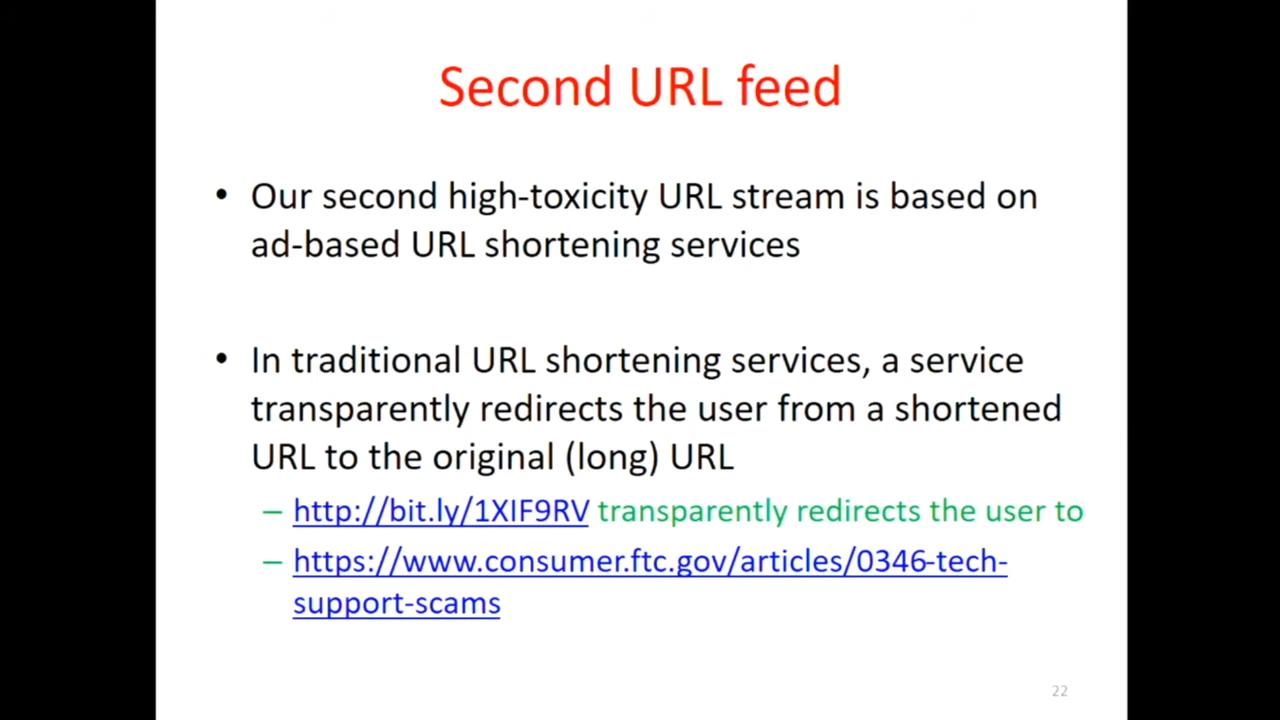 Second URL feed
• Our second high-toxicity URL stream is based on
ad-based URL shortening services
• In traditional URL shortening services, a service
transparently redirects the user from a shortened
URL to the original (long) URL
– http://bit.ly/1XIF9RV transparently redirects the user to
– https://www.consumer.ftc.gov/articles/0346-tech-
support-scams
22